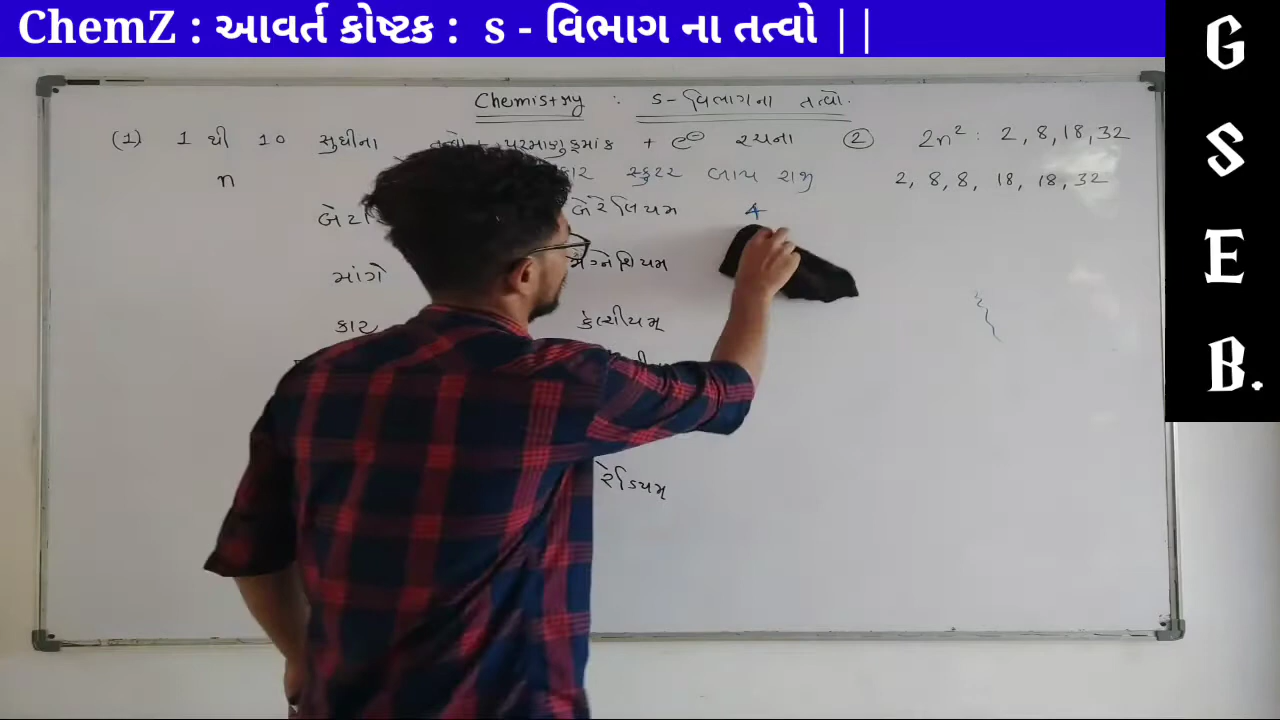 ChemZ : આવર્ત કોષ્ટક : s - વિભાગ ના તત્વો ||
G S E B.
Chemistry : s-વિભાગના તત્વો.
(1) 1 થી 10 સુધીના પરમાણુક્રમાંક + e⊖ રચના ② 2n² : 2, 8, 18, 32
n કાર સ્કુટર બાય રાજુ 2, 8, 8, 18, 18, 32
બેરેલિયમ 4
માંગે મેગ્નેશિયમ
કાર કેલ્શીયમ્
રેડિયમ્